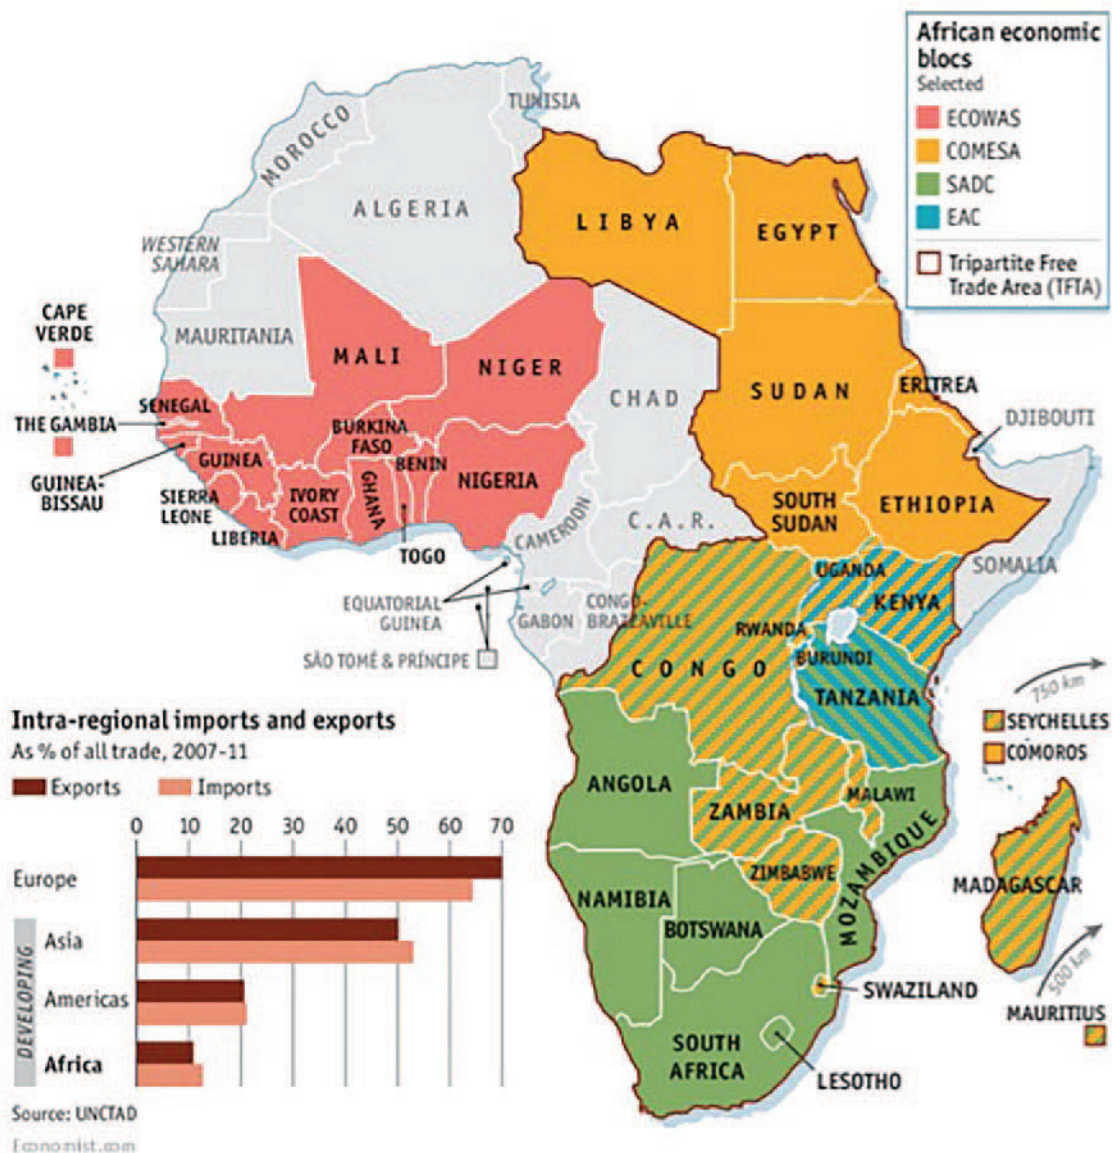 African economic
blocs
Selected
ECOWAS
COMESA
SADC
EAC
Tripartite Free
Trade Area (TFTA)
TUNISIA
MOROCCO
ALGERIA
LIBYA
EGYPT
WESTERN
SAHARA
MAURITANIA
CAPE
VERDE
MALI
NIGER
CHAD
SUDAN
ERITREA
DJIBOUTI
SENEGAL
THE GAMBIA
GUINEA-
BISSAU
GUINEA
BURKINA
FASO
BENIN
NIGERIA
SIERRA
LEONE
IVORY
COAST
GHANA
LIBERIA
TOGO
CAMEROON
C.A.R.
SOUTH
SUDAN
ETHIOPIA
SOMALIA
EQUATORIAL
GUINEA
GABON
CONGO-
BRAZZAVILLE
SÃO TOMÉ & PRÍNCIPE
UGANDA
KENYA
RWANDA
BURUNDI
CONGO
TANZANIA
750 km
SEYCHELLES
COMOROS
ANGOLA
ZAMBIA
MALAWI
MOZAMBIQUE
ZIMBABWE
NAMIBIA
BOTSWANA
MADAGASCAR
500 km
MAURITIUS
SWAZILAND
SOUTH
AFRICA
LESOTHO
Intra-regional imports and exports
As % of all trade, 2007-11
Exports Imports
0 10 20 30 40 50 60 70
Europe
DEVELOPING
Asia
Americas
Africa
Source: UNCTAD
Economist.com